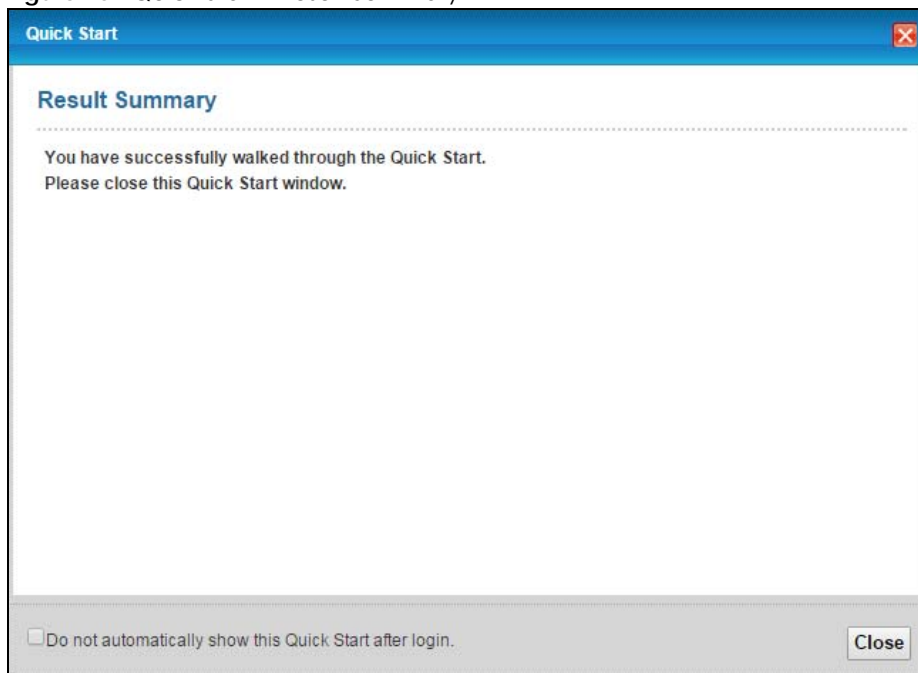 Quick Start
Result Summary
You have successfully walked through the Quick Start.
Please close this Quick Start window.
Do not automatically show this Quick Start after login.
Close